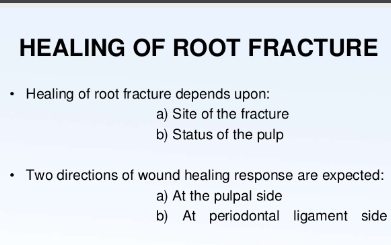 HEALING OF ROOT FRACTURE
• Healing of root fracture depends upon:
a) Site of the fracture
b) Status of the pulp
• Two directions of wound healing response are expected:
a) At the pulpal side
b) At periodontal ligament side